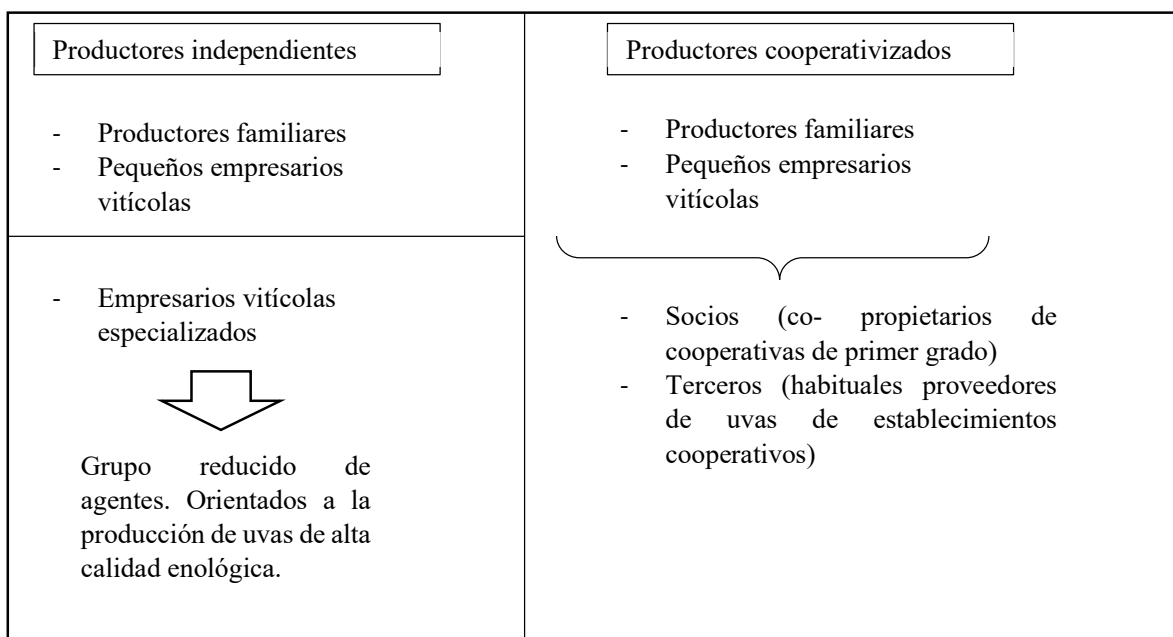 Productores independientes
- Productores familiares
- Pequeños empresarios
vitícolas
- Empresarios vitícolas
especializados
Grupo reducido de
agentes. Orientados a la
producción de uvas de alta
calidad enológica.
Productores cooperativizados
- Productores familiares
- Pequeños empresarios
vitícolas
- Socios (co- propietarios de
cooperativas de primer grado)
- Terceros (habituales proveedores
de uvas de establecimientos
cooperativos)